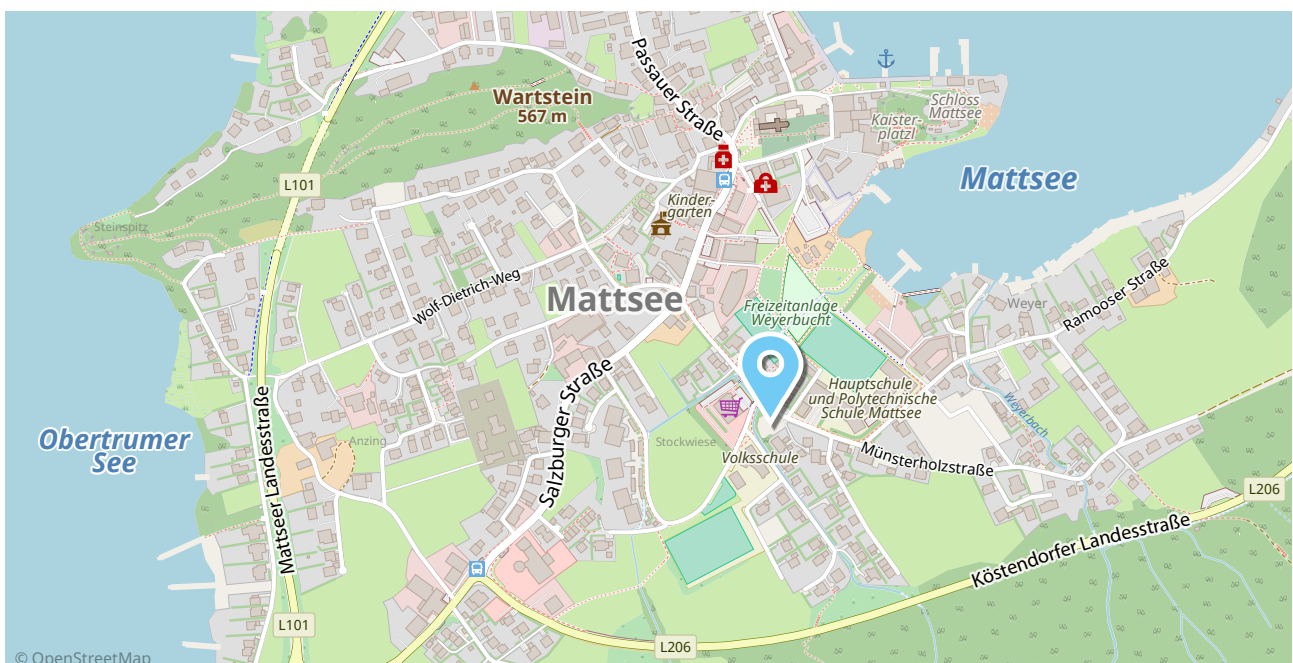 Passauer Straße
Wartstein
567 m
Schloss
Mattsee
Kaister-
platzl
Mattsee
L101
Kinder-
garten
Steinspitz
Wolf-Dietrich-Weg
Mattsee
Freizeitanlage
Weyerbucht
Weyer
Ramooser Straße
Salzburger Straße
Hauptschule
und Polytechnische
Schule Mattsee
Weyerbach
Mattseer Landesstraße
Obertrumer
See
Anzing
Stockwiese
Volksschule
Münsterholzstraße
L206
Köstendorfer Landesstraße
L101
L206
© OpenStreetMap